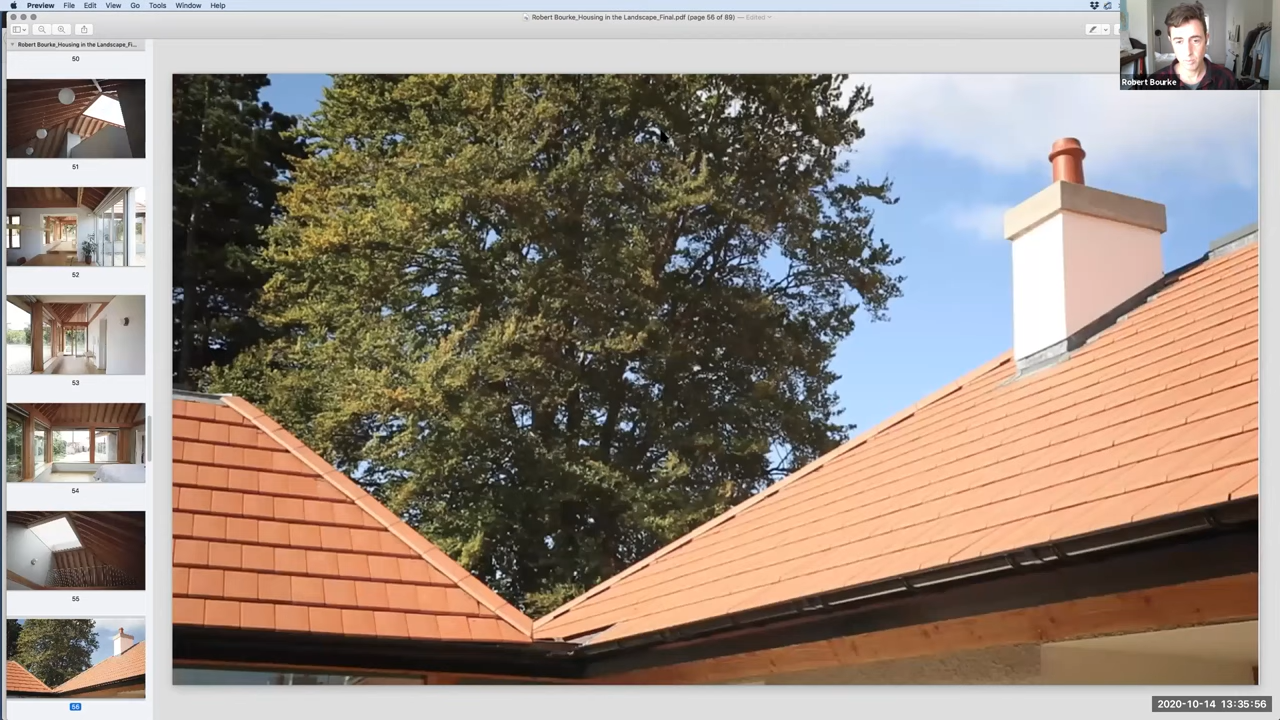 Preview File Edit View Go Tools Window Help
Robert Bourke_Housing in the Landscape_Final.pdf (page 56 of 89) — Edited
Robert Bourke_Housing in the Landscape_Fi...
50
51
52
53
54
55
56
Robert Bourke
2020-10-14 13:35:56